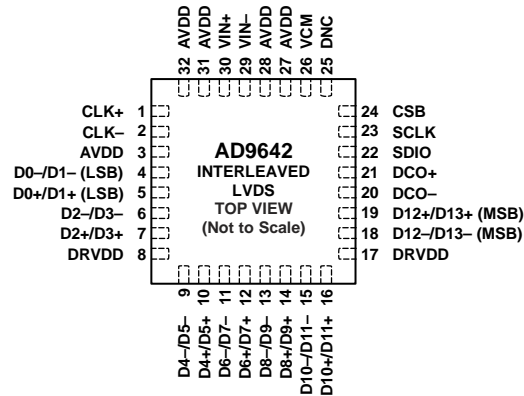 32 AVDD
31 AVDD
30 VIN+
29 VIN–
28 AVDD
27 AVDD
26 VCM
25 DNC
CLK+ 1
CLK– 2
AVDD 3
D0–/D1– (LSB) 4
D0+/D1+ (LSB) 5
D2–/D3– 6
D2+/D3+ 7
DRVDD 8
AD9642
INTERLEAVED
LVDS
TOP VIEW
(Not to Scale)
24 CSB
23 SCLK
22 SDIO
21 DCO+
20 DCO–
19 D12+/D13+ (MSB)
18 D12–/D13– (MSB)
17 DRVDD
D4–/D5– 9
D4+/D5+ 10
D6–/D7– 11
D6+/D7+ 12
D8–/D9– 13
D8+/D9+ 14
D10–/D11– 15
D10+/D11+ 16